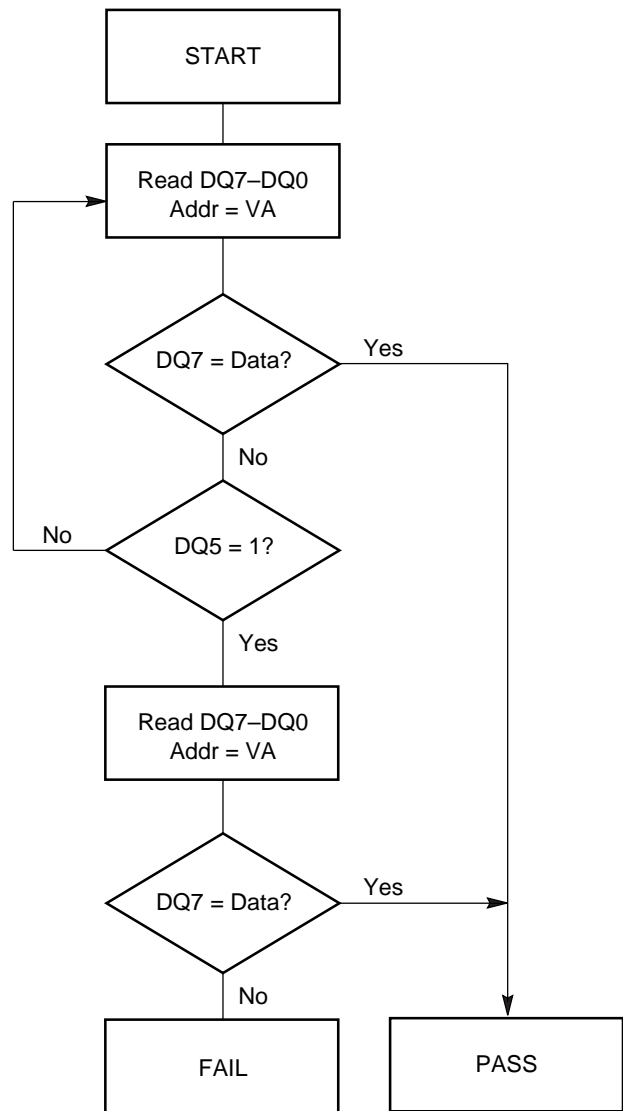 START
Read DQ7–DQ0
Addr = VA
DQ7 = Data?
Yes
No
No
DQ5 = 1?
Yes
Read DQ7–DQ0
Addr = VA
DQ7 = Data?
Yes
No
FAIL
PASS